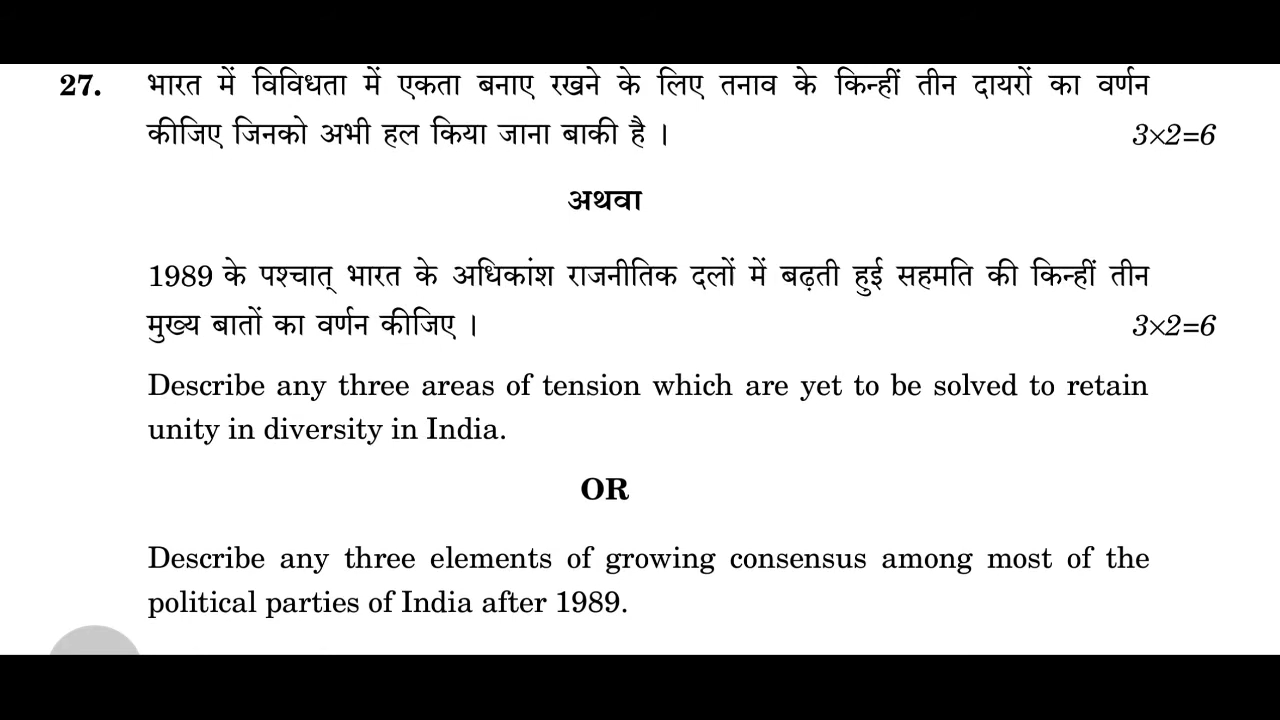 27. भारत में विविधता में एकता बनाए रखने के लिए तनाव के किन्हीं तीन दायरों का वर्णन
कीजिए जिनको अभी हल किया जाना बाकी है । 3×2=6
अथवा
1989 के पश्चात् भारत के अधिकांश राजनीतिक दलों में बढ़ती हुई सहमति की किन्हीं तीन
मुख्य बातों का वर्णन कीजिए । 3×2=6
Describe any three areas of tension which are yet to be solved to retain
unity in diversity in India.
OR
Describe any three elements of growing consensus among most of the
political parties of India after 1989.